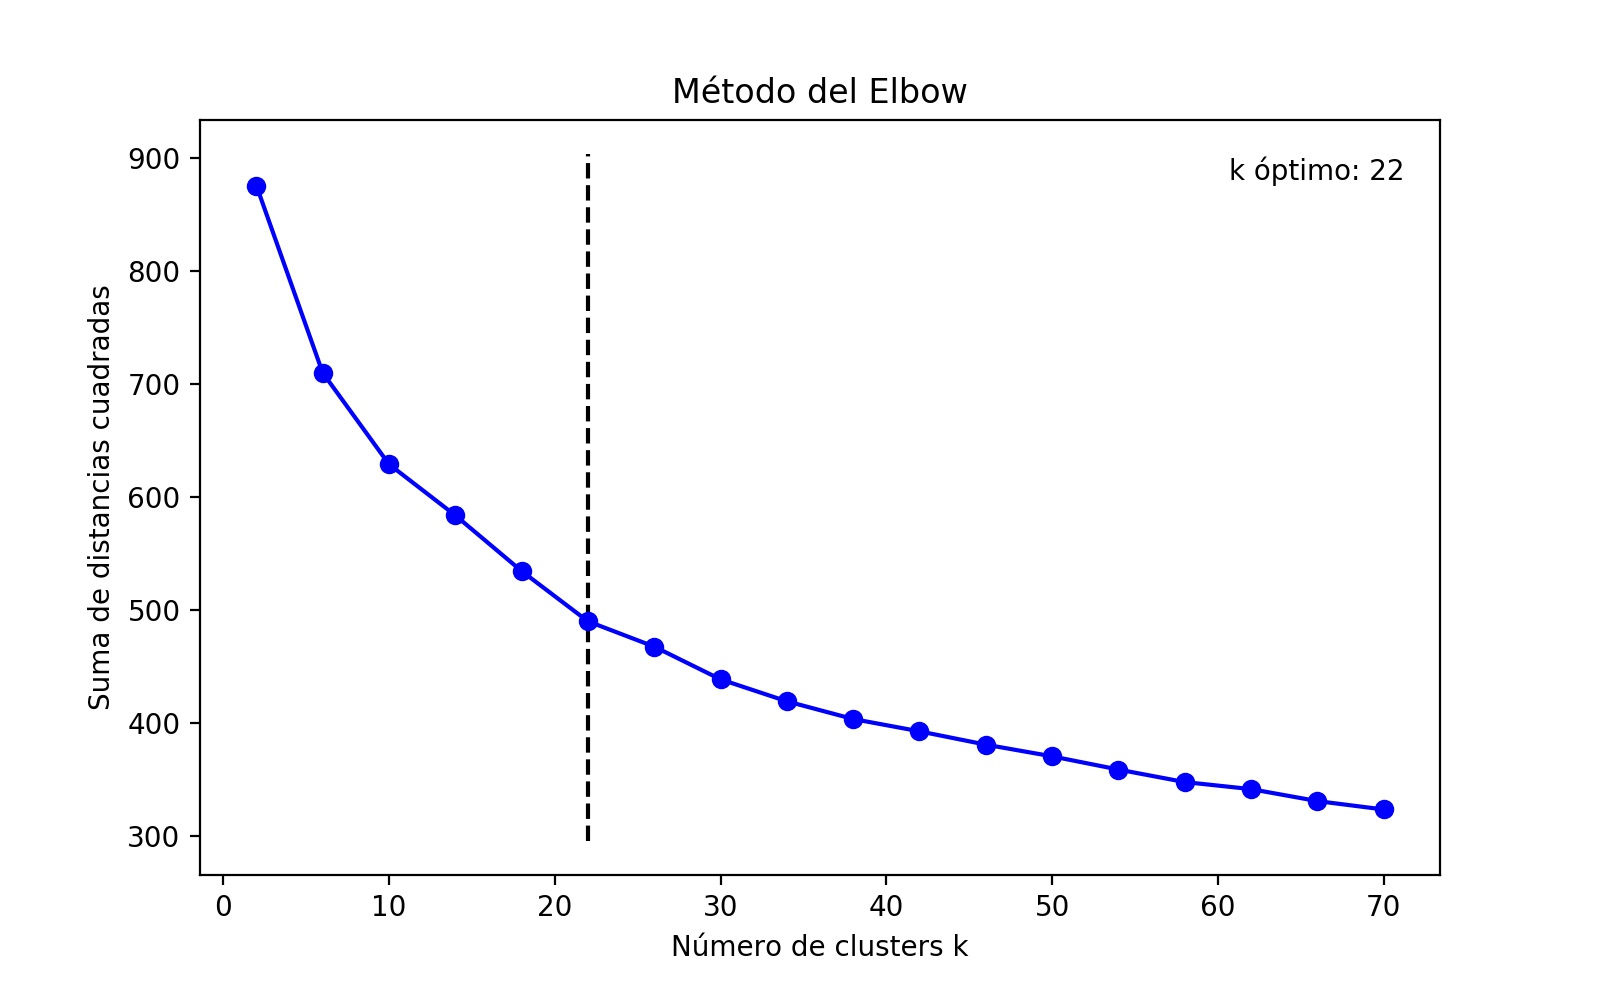 Método del Elbow
k óptimo: 22
Suma de distancias cuadradas
900
800
700
600
500
400
300
0 10 20 30 40 50 60 70
Número de clusters k